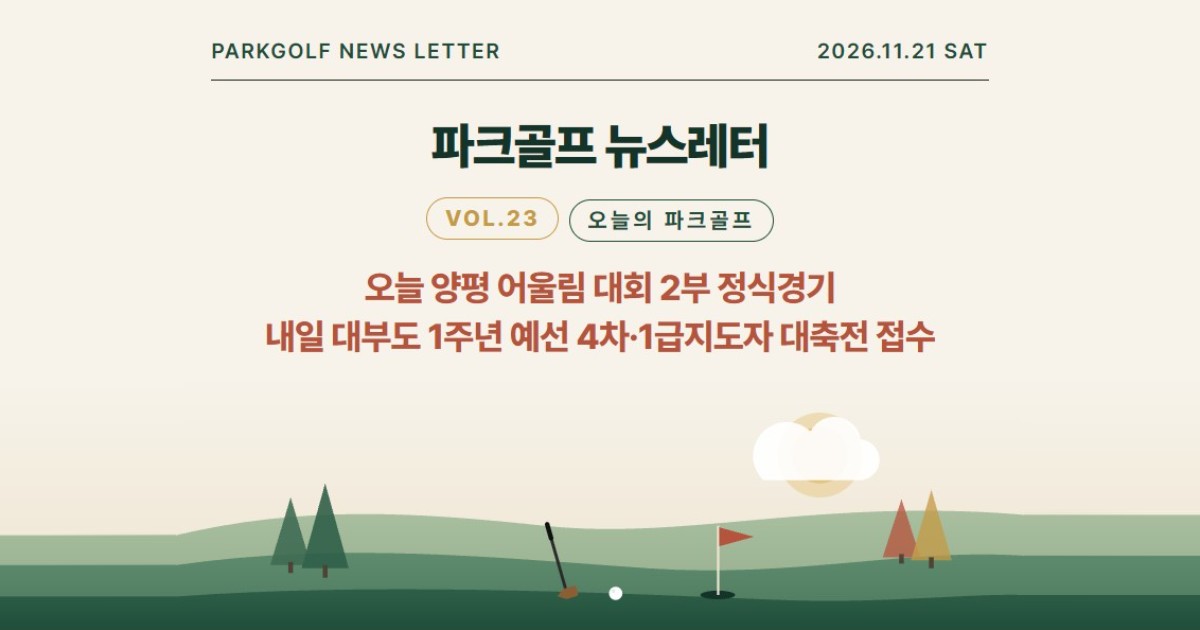 PARKGOLF NEWS LETTER 2026.11.21 SAT
파크골프 뉴스레터
VOL.23 오늘의 파크골프
오늘 양평 어울림 대회 2부 정식경기
내일 대부도 1주년 예선 4차·1급지도자 대축전 접수